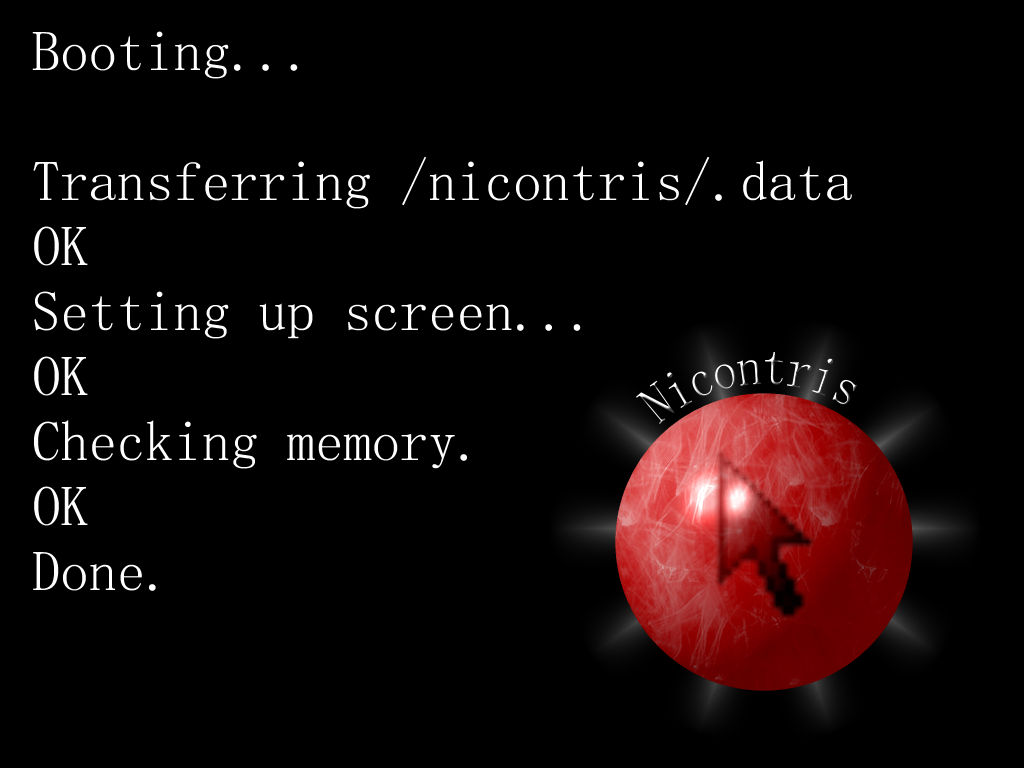 Booting...
Transferring /nicontris/.data
OK
Setting up screen...
OK
Checking memory.
OK
Done.
Nicontris